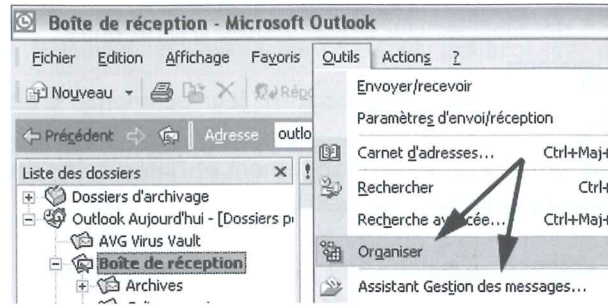 Boîte de réception - Microsoft Outlook
Fichier Edition Affichage Favoris Outils Actions ?
Nouveau
Envoyer/recevoir
Paramètres d'envoi/réception
Précédent Adresse outlo
Carnet d'adresses... Ctrl+Maj+
Liste des dossiers
Rechercher Ctrl+
Dossiers d'archivage
Recherche Ctrl+Maj+
Outlook Aujourd'hui - [Dossiers
AVG Virus Vault
Organiser
Boîte de réception
Archives
Assistant Gestion des messages...